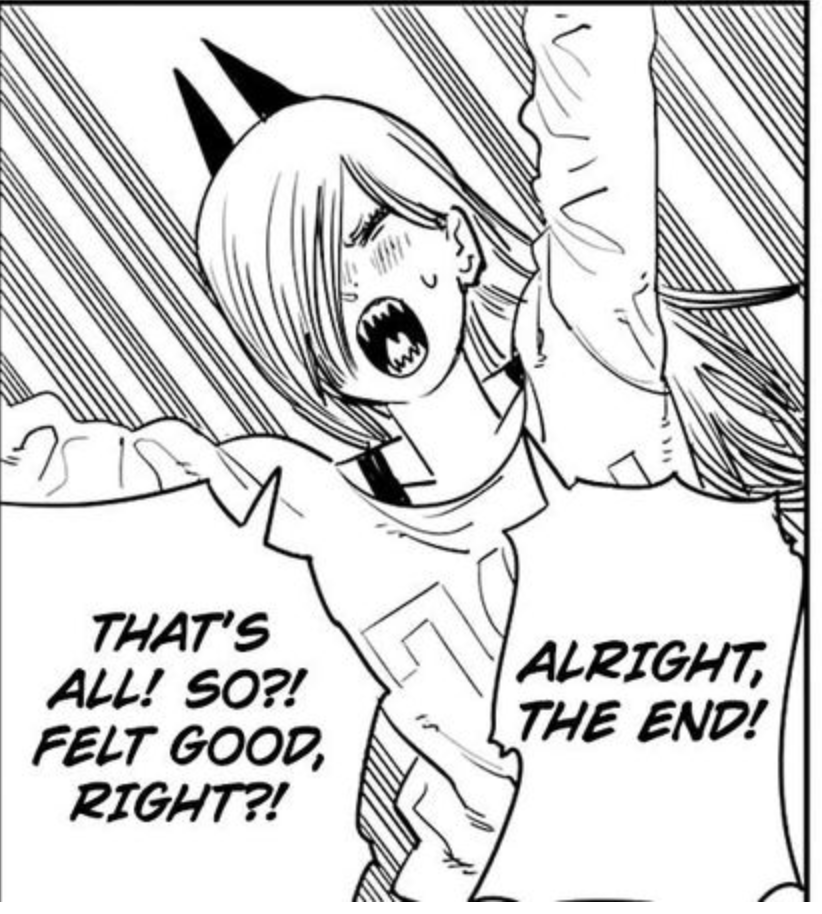 ALRIGHT,
THE END!
THAT'S
ALL! SO?!
FELT GOOD,
RIGHT?!